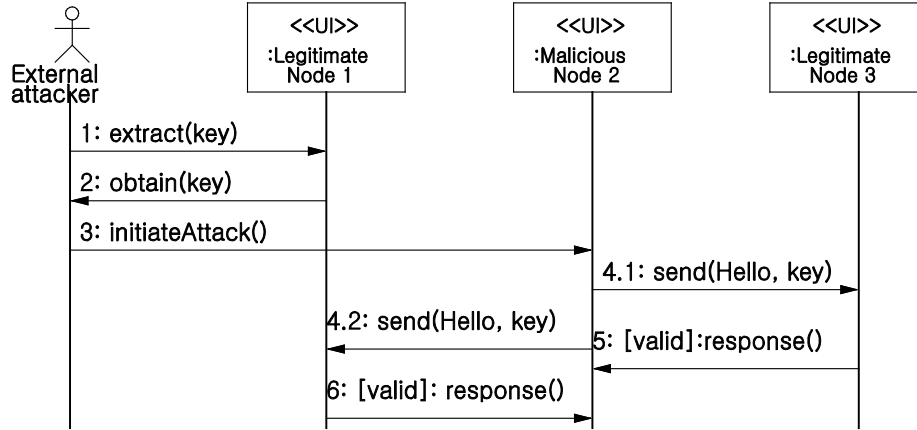 External
attacker
<<UI>>
:Legitimate
Node 1
<<UI>>
:Malicious
Node 2
<<UI>>
:Legitimate
Node 3
1: extract(key)
2: obtain(key)
3: initiateAttack()
4.1: send(Hello, key)
4.2: send(Hello, key)
5: [valid]:response()
6: [valid]: response()